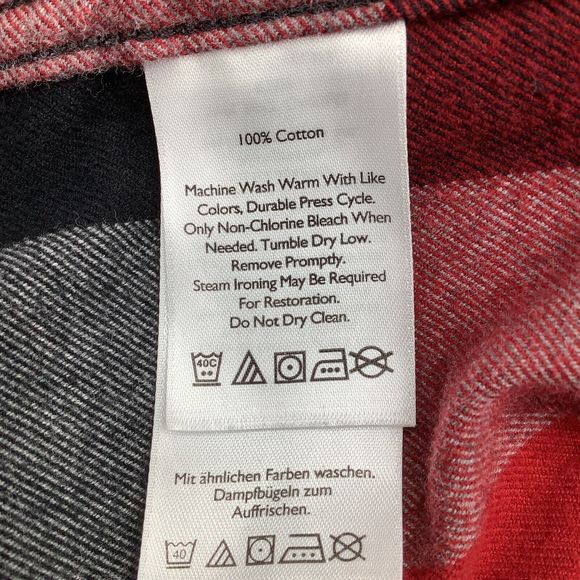 100% Cotton
Machine Wash Warm With Like
Colors, Durable Press Cycle.
Only Non-Chlorine Bleach When
Needed. Tumble Dry Low.
Remove Promptly.
Steam Ironing May Be Required
For Restoration.
Do Not Dry Clean.
40C
Mit ähnlichen Farben waschen.
Dampfbügeln zum
Auffrischen.
40